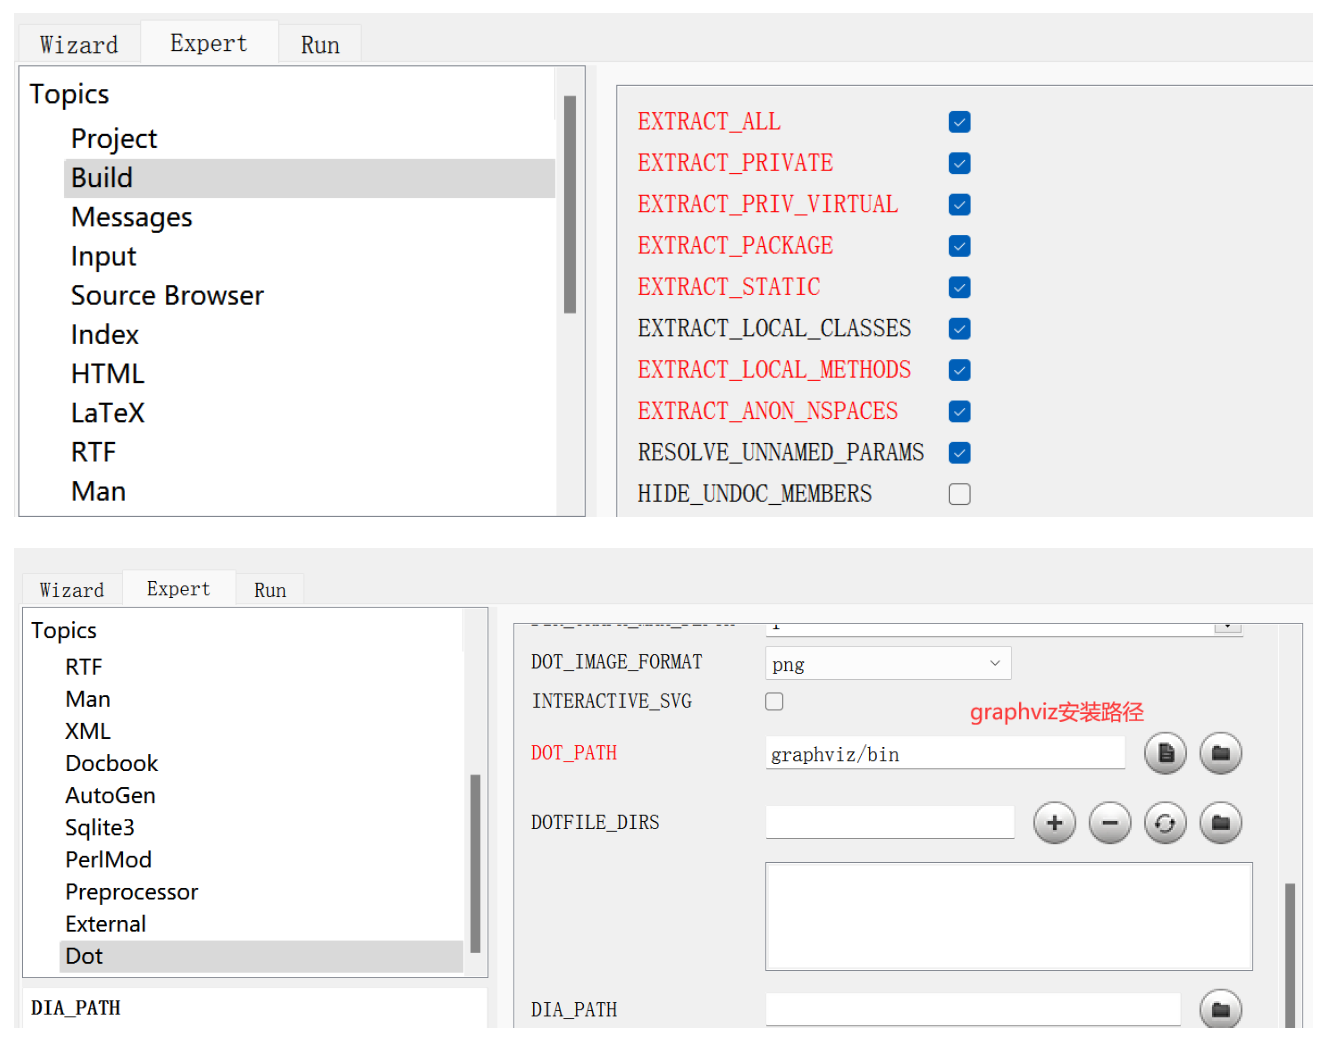 Wizard Expert Run
Topics
Project
Build
Messages
Input
Source Browser
Index
HTML
LaTeX
RTF
Man
EXTRACT_ALL
EXTRACT_PRIVATE
EXTRACT_PRIV_VIRTUAL
EXTRACT_PACKAGE
EXTRACT_STATIC
EXTRACT_LOCAL_CLASSES
EXTRACT_LOCAL_METHODS
EXTRACT_ANON_NSPACES
RESOLVE_UNNAMED_PARAMS
HIDE_UNDOC_MEMBERS
Wizard Expert Run
Topics
RTF
Man
XML
Docbook
AutoGen
Sqlite3
PerlMod
Preprocessor
External
Dot
DIA_PATH
DOT_IMAGE_FORMAT png
INTERACTIVE_SVG
graphviz安装路径
DOT_PATH graphviz/bin
DOTFILE_DIRS
DIA_PATH